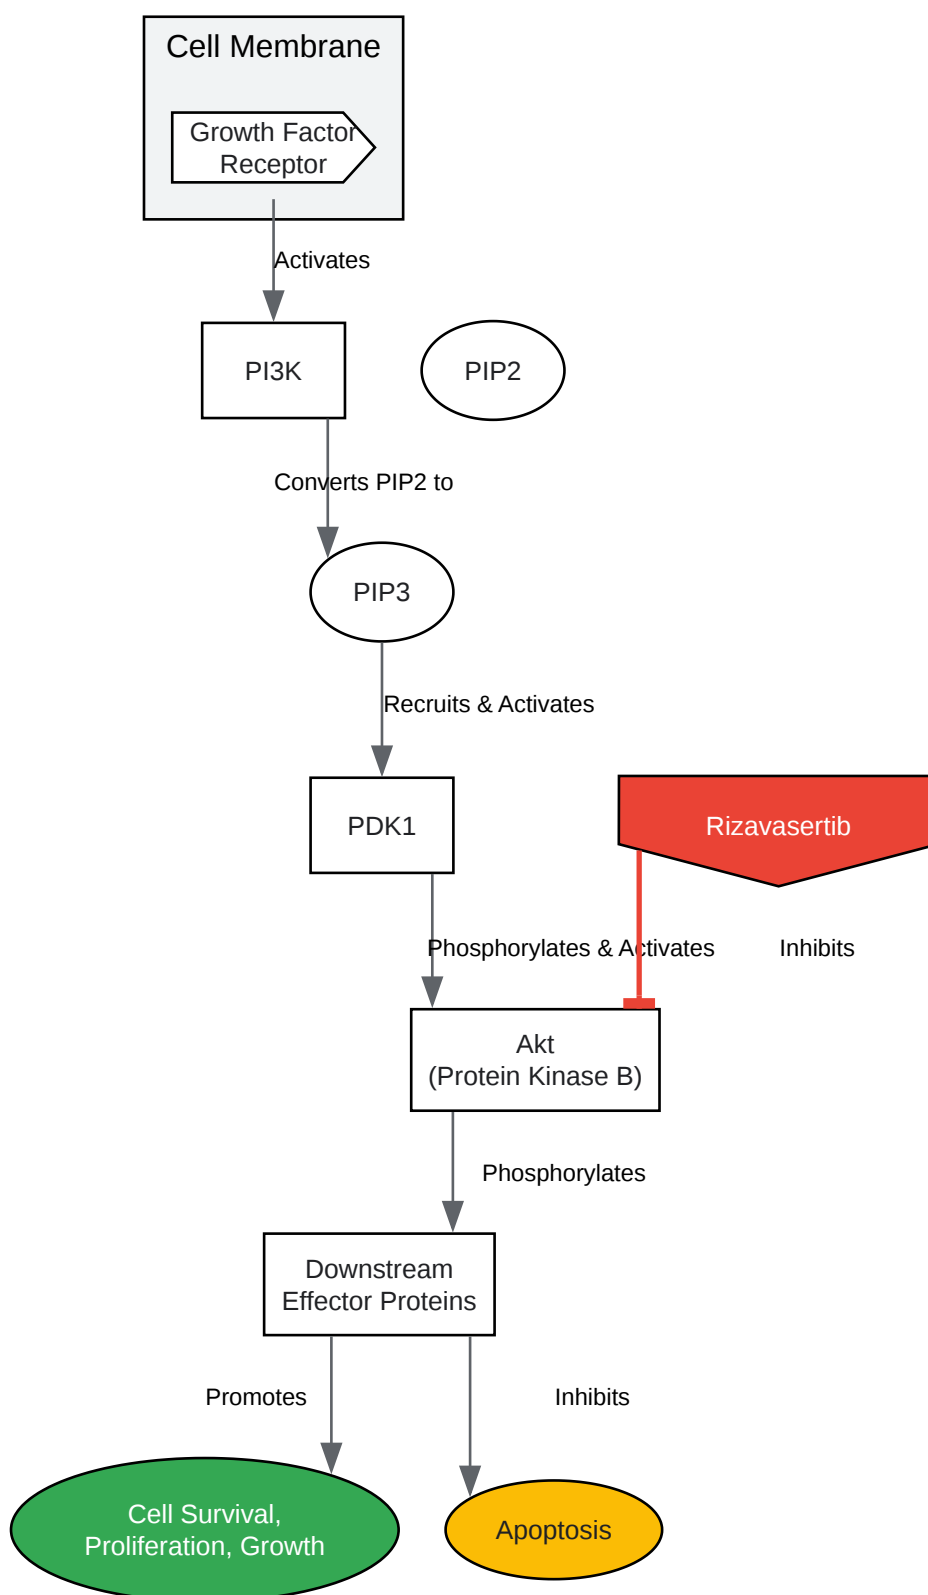 Cell Membrane
Growth Factor
Receptor
Activates
PI3K
PIP2
Converts PIP2 to
PIP3
Recruits & Activates
PDK1
Rizavasertib
Phosphorylates & Activates
Inhibits
Akt
(Protein Kinase B)
Phosphorylates
Downstream
Effector Proteins
Promotes
Inhibits
Cell Survival,
Proliferation, Growth
Apoptosis